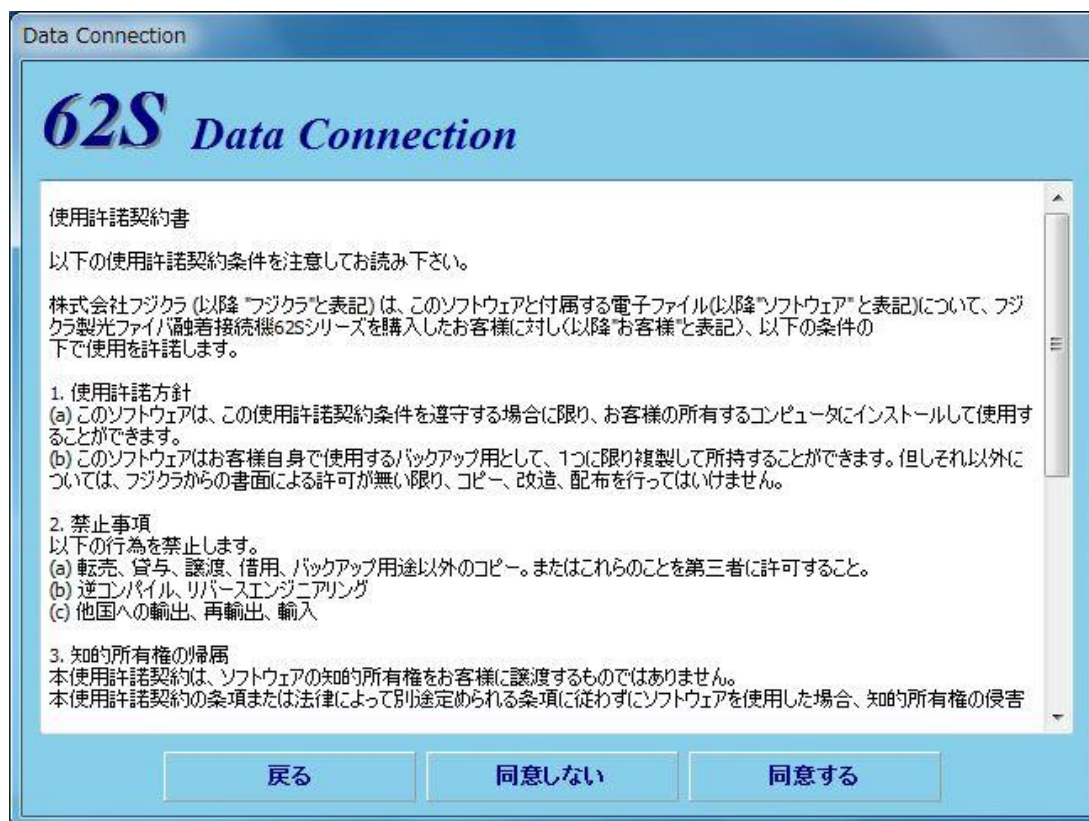 Data Connection
62S Data Connection
使用許諾契約書
以下の使用許諾契約条件を注意してお読み下さい。
株式会社フジクラ (以降 "フジクラ"と表記) は、このソフトウェアと付属する電子ファイル(以降"ソフトウェア" と表記)について、フジ
クラ製光ファイバ融着接続機62Sシリーズを購入したお客様に対し(以降"お客様"と表記)、以下の条件の
下で使用を許諾します。
1. 使用許諾方針
(a) このソフトウェアは、この使用許諾契約条件を遵守する場合に限り、お客様の所有するコンピュータにインストールして使用す
ることができます。
(b) このソフトウェアはお客様自身で使用するバックアップ用として、1つに限り複製して所持することができます。但しそれ以外に
ついては、フジクラからの書面による許可が無い限り、コピー、改造、配布を行ってはいけません。
2. 禁止事項
以下の行為を禁止します。
(a) 転売、貸与、譲渡、借用、バックアップ用途以外のコピー。またはこれらのことを第三者に許可すること。
(b) 逆コンパイル、リバースエンジニアリング
(c) 他国への輸出、再輸出、輸入
3. 知的所有権の帰属
本使用許諾契約は、ソフトウェアの知的所有権をお客様に譲渡するものではありません。
本使用許諾契約の条項または法律によって別途定められる条項に従わずにソフトウェアを使用した場合、知的所有権の侵害
戻る
同意しない
同意する